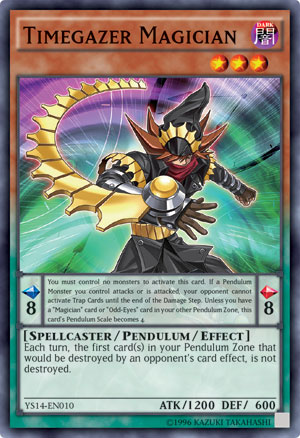 TIMEGAZER MAGICIAN
DARK
闇
You must control no monsters to activate this card. If a Pendulum
Monster you control attacks or is attacked, your opponent cannot
activate Trap Cards until the end of the Damage Step. Unless you have
a "Magician" card or "Odd-Eyes" card in your other Pendulum Zone, this
card's Pendulum Scale becomes 4.
8
8
[SPELLCASTER/PENDULUM/EFFECT]
Each turn, the first card(s) in your Pendulum Zone that
would be destroyed by an opponent's card effect, is not
destroyed.
ATK/1200 DEF/ 600
YS14-EN010
©1996 KAZUKI TAKAHASHI